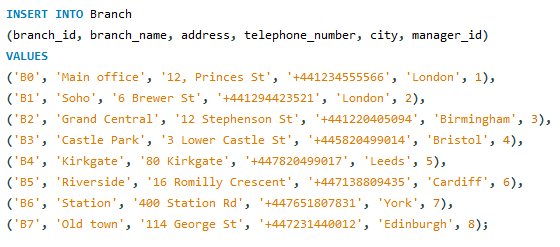 INSERT INTO Branch
(branch_id, branch_name, address, telephone_number, city, manager_id)
VALUES
('B0', 'Main office', '12, Princes St', '+441234555566', 'London', 1),
('B1', 'Soho', '6 Brewer St', '+441294423521', 'London', 2),
('B2', 'Grand Central', '12 Stephenson St', '+441220405094', 'Birmingham', 3),
('B3', 'Castle Park', '3 Lower Castle St', '+445820499014', 'Bristol', 4),
('B4', 'Kirkgate', '80 Kirkgate', '+447820499017', 'Leeds', 5),
('B5', 'Riverside', '16 Romilly Crescent', '+447138809435', 'Cardiff', 6),
('B6', 'Station', '400 Station Rd', '+447651807831', 'York', 7),
('B7', 'Old town', '114 George St', '+447231440012', 'Edinburgh', 8);